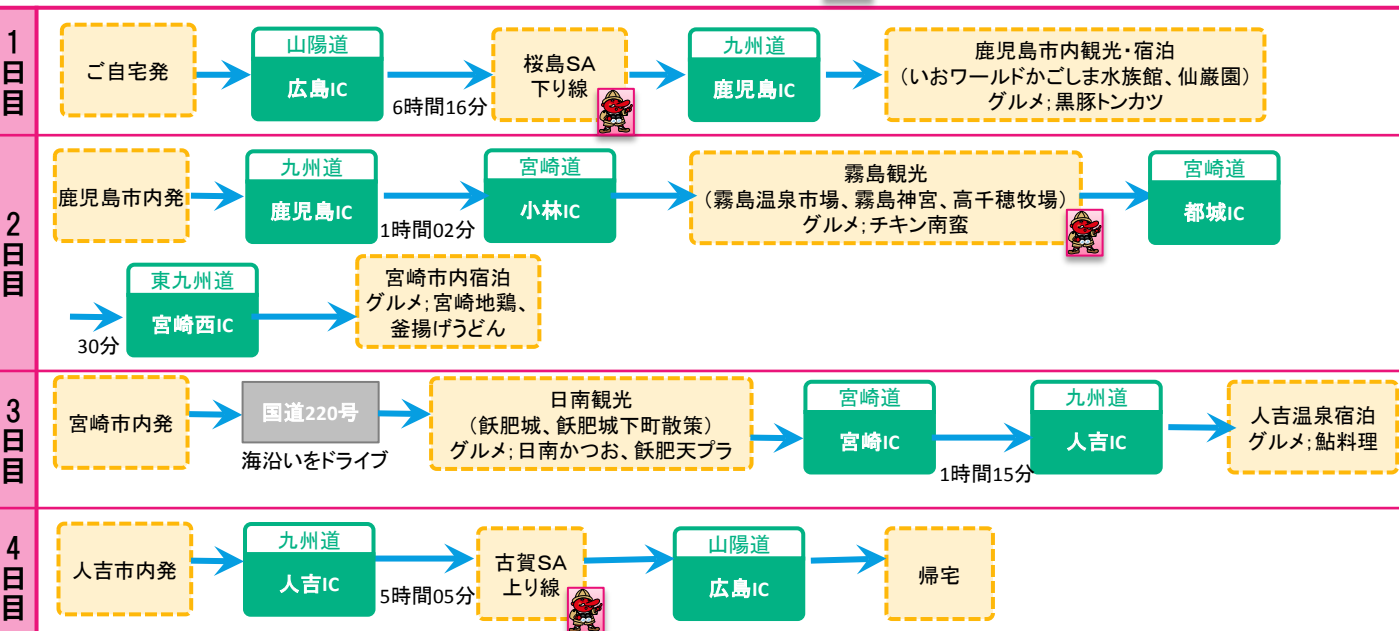 1日目
ご自宅発
山陽道
広島IC
6時間16分
桜島SA
下り線
九州道
鹿児島IC
鹿児島市内観光・宿泊
（いおワールドかごしま水族館、仙巌園）
グルメ；黒豚トンカツ
2日目
鹿児島市内発
九州道
鹿児島IC
1時間02分
宮崎道
小林IC
霧島観光
（霧島温泉市場、霧島神宮、高千穂牧場）
グルメ；チキン南蛮
宮崎道
都城IC
30分
東九州道
宮崎西IC
宮崎市内宿泊
グルメ；宮崎地鶏、
釜揚げうどん
3日目
宮崎市内発
国道220号
海沿いをドライブ
日南観光
（飫肥城、飫肥城下町散策）
グルメ；日南かつお、飫肥天プラ
宮崎道
宮崎IC
1時間15分
九州道
人吉IC
人吉温泉宿泊
グルメ；鮎料理
4日目
人吉市内発
九州道
人吉IC
5時間05分
古賀SA
上り線
山陽道
広島IC
帰宅